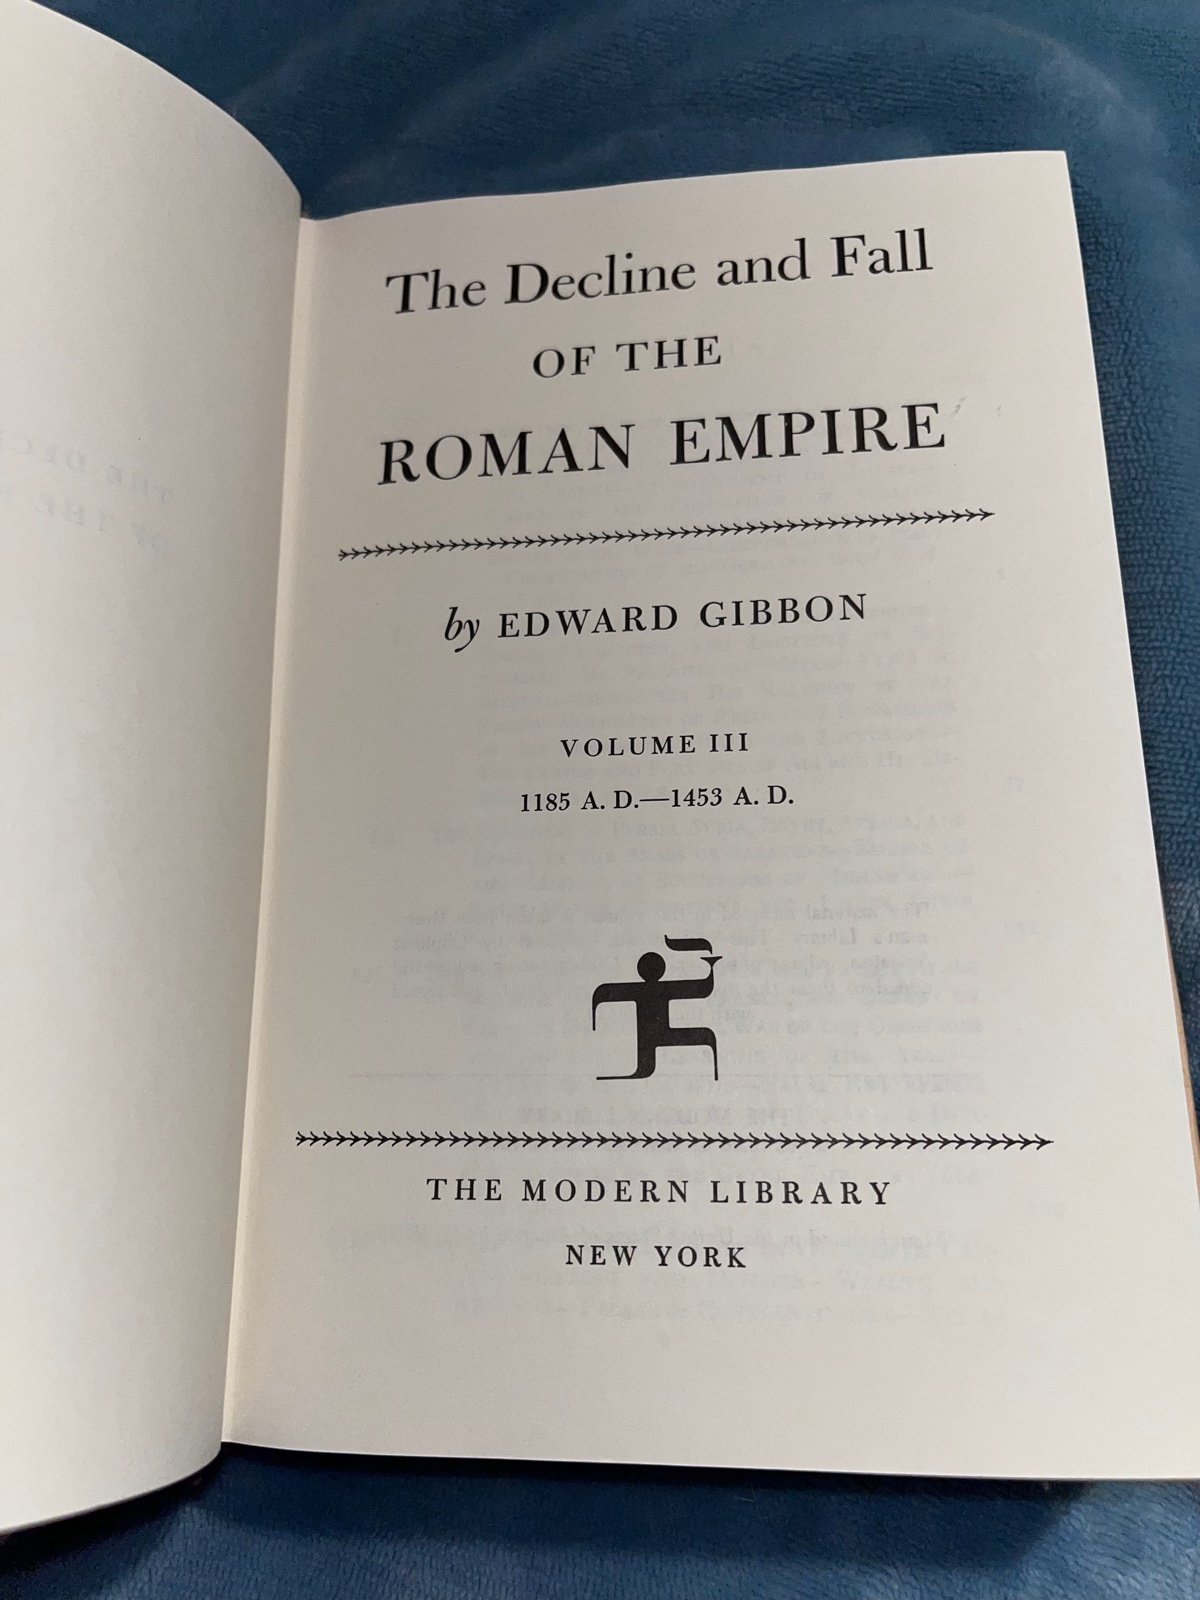 The Decline and Fall
OF THE
ROMAN EMPIRE
by EDWARD GIBBON
VOLUME III
1185 A. D.—1453 A. D.
THE MODERN LIBRARY
NEW YORK